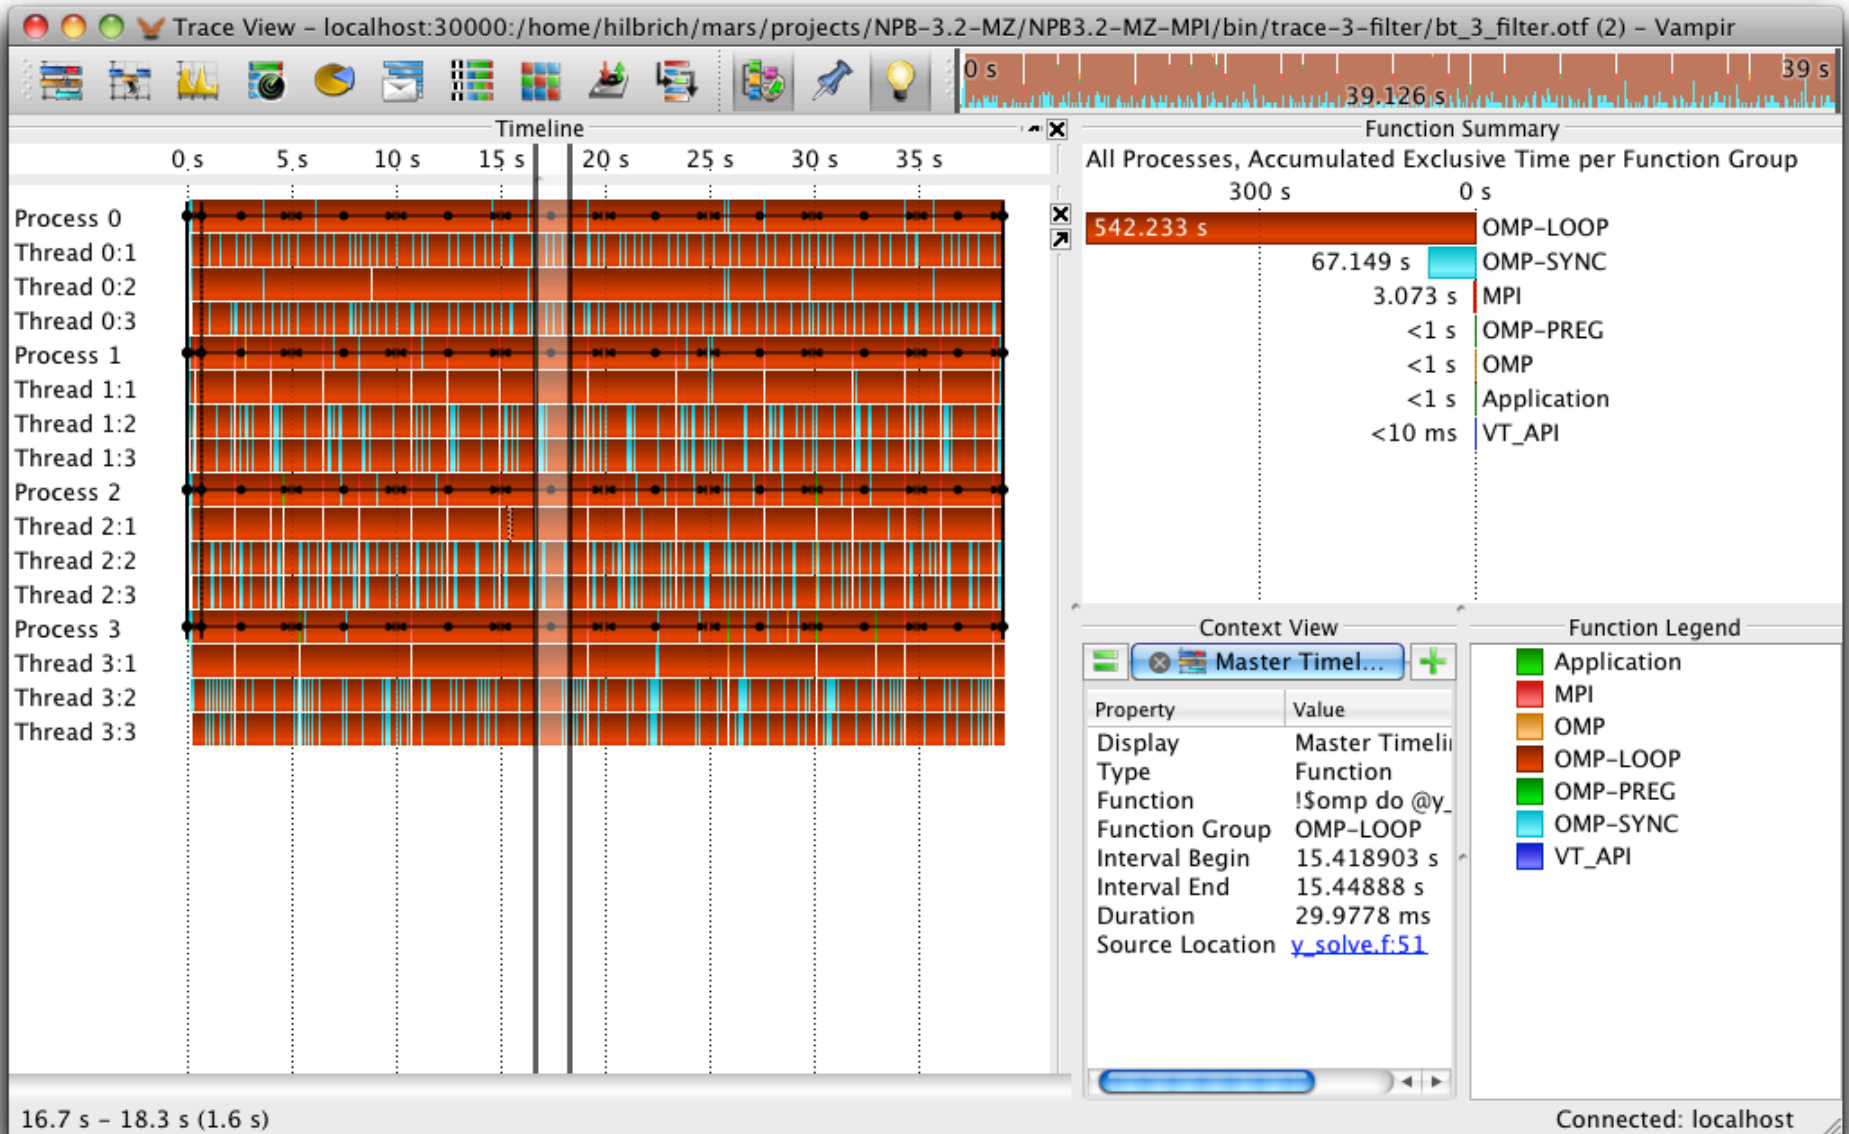 Trace View – localhost:30000:/home/hilbrich/mars/projects/NPB-3.2-MZ/NPB3.2-MZ-MPI/bin/trace-3-filter/bt_3_filter.otf (2) – Vampir
0 s 39 s
39.126 s
Timeline
0 s 5 s 10 s 15 s 20 s 25 s 30 s 35 s
Process 0
Thread 0:1
Thread 0:2
Thread 0:3
Process 1
Thread 1:1
Thread 1:2
Thread 1:3
Process 2
Thread 2:1
Thread 2:2
Thread 2:3
Process 3
Thread 3:1
Thread 3:2
Thread 3:3
Function Summary
All Processes, Accumulated Exclusive Time per Function Group
300 s 0 s
542.233 s OMP-LOOP
67.149 s OMP-SYNC
3.073 s MPI
<1 s OMP-PREG
<1 s OMP
<1 s Application
<10 ms VT_API
Context View
Master Timel...
Property Value
Display Master Timeli
Type Function
Function !$omp do @y_
Function Group OMP-LOOP
Interval Begin 15.418903 s
Interval End 15.44888 s
Duration 29.9778 ms
Source Location y_solve.f:51
Function Legend
Application
MPI
OMP
OMP-LOOP
OMP-PREG
OMP-SYNC
VT_API
16.7 s – 18.3 s (1.6 s)
Connected: localhost